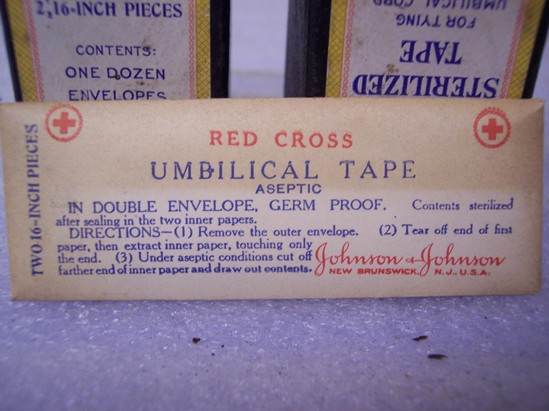 2,16-INCH PIECES
CONTENTS:
ONE DOZEN
ENVELOPES
STERILIZED
TAPE
FOR TYING
UMBILICAL CORD
TWO 16-INCH PIECES
RED CROSS
UMBILICAL TAPE
ASEPTIC
IN DOUBLE ENVELOPE, GERM PROOF. Contents sterilized
after sealing in the two inner papers.
DIRECTIONS—(1) Remove the outer envelope. (2) Tear off end of first
paper, then extract inner paper, touching only
the end. (3) Under aseptic conditions cut off
farther end of inner paper and draw out contents.
Johnson & Johnson
NEW BRUNSWICK, N. J., U.S.A.